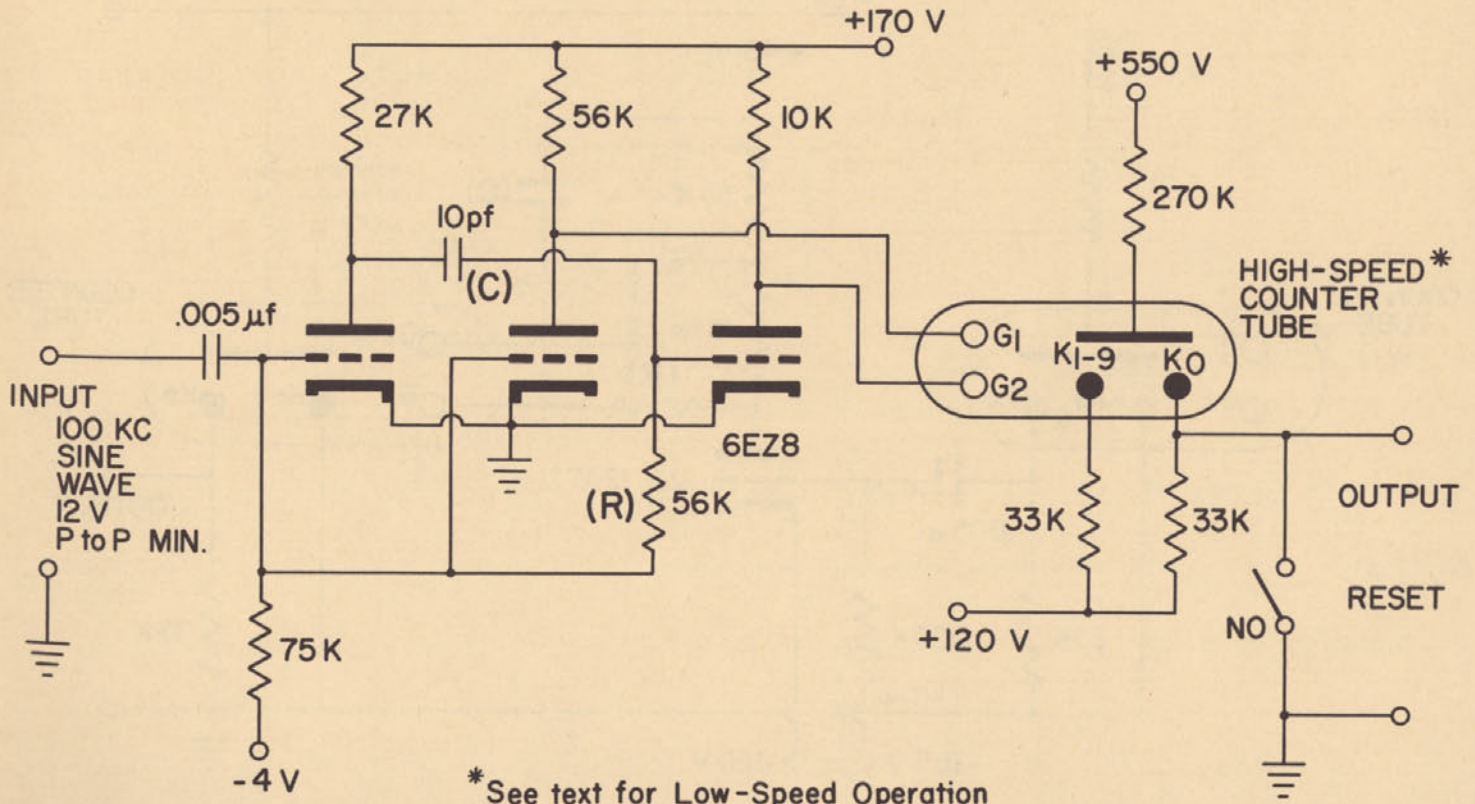 +170 V
+550 V
27K
56K
10K
270 K
10pf
(C)
HIGH-SPEED*
COUNTER
TUBE
.005µf
G1
G2
K1-9
KO
INPUT
100 KC
SINE
WAVE
12 V
P to P MIN.
6EZ8
(R)
56K
33K
33K
OUTPUT
RESET
NO
+120 V
75K
-4V
*See text for Low-Speed Operation